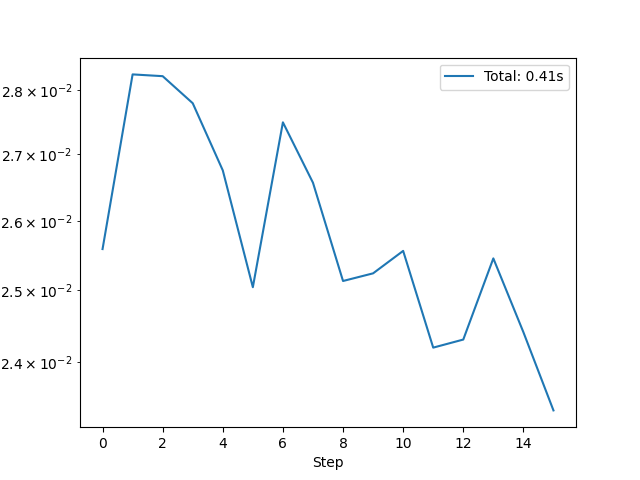 Total: 0.41s
2.8 × 10⁻²
2.7 × 10⁻²
2.6 × 10⁻²
2.5 × 10⁻²
2.4 × 10⁻²
0 2 4 6 8 10 12 14
Step